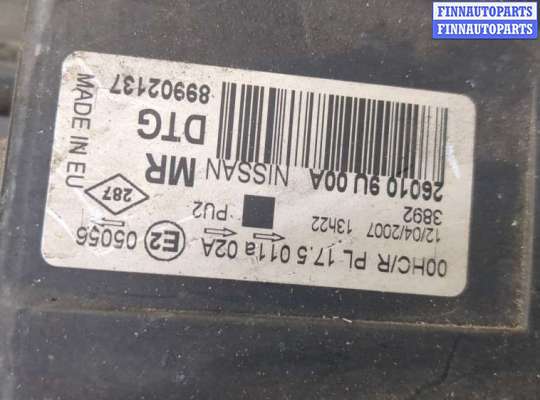 FINNAUTOPARTS
FINNAUTOPARTS
00HC/R PL 17.5 011a 02A E2 05056
12/04/2007 13h22
3892
PU2
287
26010 9U 00A NISSAN MR
DTG
89902137
MADE IN EU